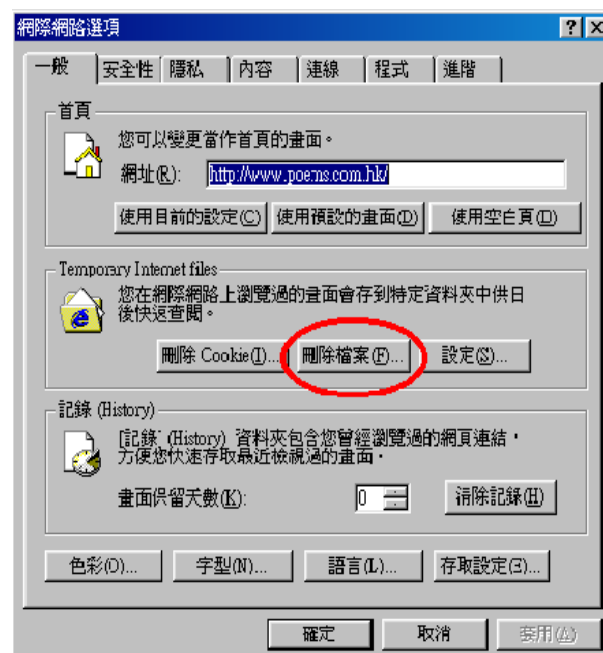 網際網路選項
一般 安全性 隱私 內容 連線 程式 進階
首頁
您可以變更當作首頁的畫面。
網址(R): http://www.poems.com.hk/
使用目前的設定(C) 使用預設的畫面(D) 使用空白頁(B)
Temporary Internet files
您在網際網路上瀏覽過的畫面會存到特定資料夾中供日
後快速查閱。
刪除 Cookie(I)... 刪除檔案(F)... 設定(S)...
記錄 (History)
[記錄] (History) 資料夾包含您曾經瀏覽過的網頁連結，
方便您快速存取最近檢視過的畫面。
畫面保留天數(K): 0 清除記錄(H)
色彩(O)... 字型(N)... 語言(L)... 存取設定(E)...
確定 取消 套用(A)